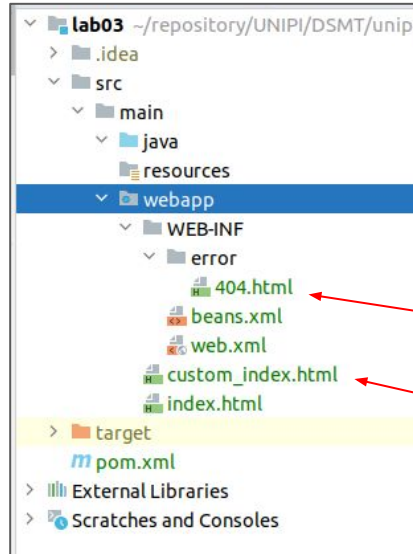 lab03 ~/repository/UNIPI/DSMT/unip
.idea
src
main
java
resources
webapp
WEB-INF
error
404.html
beans.xml
web.xml
custom_index.html
index.html
target
m pom.xml
External Libraries
Scratches and Consoles